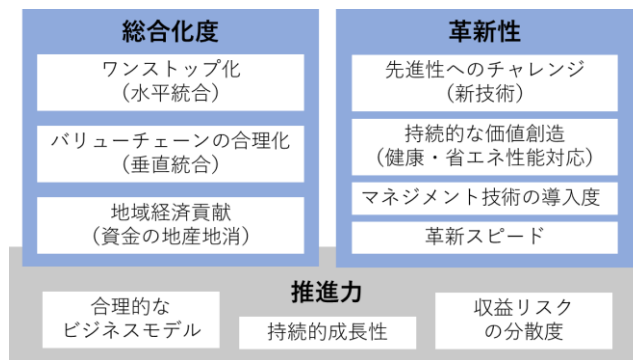 総合化度
ワンストップ化
（水平統合）
バリューチェーンの合理化
（垂直統合）
地域経済貢献
（資金の地産地消）
革新性
先進性へのチャレンジ
（新技術）
持続的な価値創造
（健康・省エネ性能対応）
マネジメント技術の導入度
革新スピード
推進力
合理的な
ビジネスモデル
持続的成長性
収益リスク
の分散度